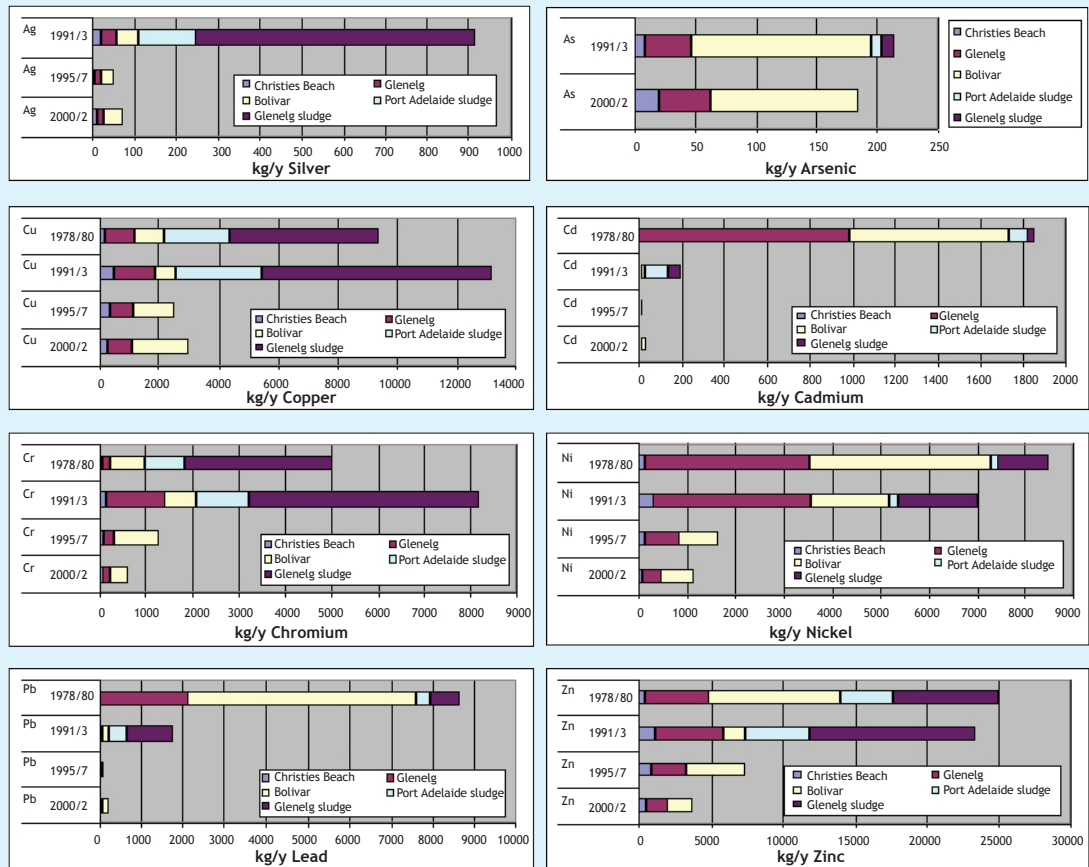 Ag 1991/3
Ag 1995/7
Ag 2000/2
Christies Beach Glenelg
Bolivar Port Adelaide sludge
Glenelg sludge
0 100 200 300 400 500 600 700 800 900 1000
kg/y Silver
As 1991/3
As 2000/2
Christies Beach
Glenelg
Bolivar
Port Adelaide sludge
Glenelg sludge
0 50 100 150 200 250
kg/y Arsenic
Cu 1978/80
Cu 1991/3
Cu 1995/7
Cu 2000/2
Christies Beach Glenelg
Bolivar Port Adelaide sludge
Glenelg sludge
0 2000 4000 6000 8000 10000 12000 14000
kg/y Copper
Cd 1978/80
Cd 1991/3
Cd 1995/7
Cd 2000/2
Christies Beach Glenelg
Bolivar Port Adelaide sludge
Glenelg sludge
0 200 400 600 800 1000 1200 1400 1600 1800 2000
kg/y Cadmium
Cr 1978/80
Cr 1991/3
Cr 1995/7
Cr 2000/2
Christies Beach Glenelg
Bolivar Port Adelaide sludge
Glenelg sludge
0 1000 2000 3000 4000 5000 6000 7000 8000 9000
kg/y Chromium
Ni 1978/80
Ni 1991/3
Ni 1995/7
Ni 2000/2
Christies Beach Glenelg
Bolivar Port Adelaide sludge
Glenelg sludge
0 1000 2000 3000 4000 5000 6000 7000 8000 9000
kg/y Nickel
Pb 1978/80
Pb 1991/3
Pb 1995/7
Pb 2000/2
Christies Beach Glenelg
Bolivar Port Adelaide sludge
Glenelg sludge
0 1000 2000 3000 4000 5000 6000 7000 8000 9000 10000
kg/y Lead
Zn 1978/80
Zn 1991/3
Zn 1995/7
Zn 2000/2
Christies Beach Glenelg
Bolivar Port Adelaide sludge
Glenelg sludge
0 5000 10000 15000 20000 25000 30000
kg/y Zinc